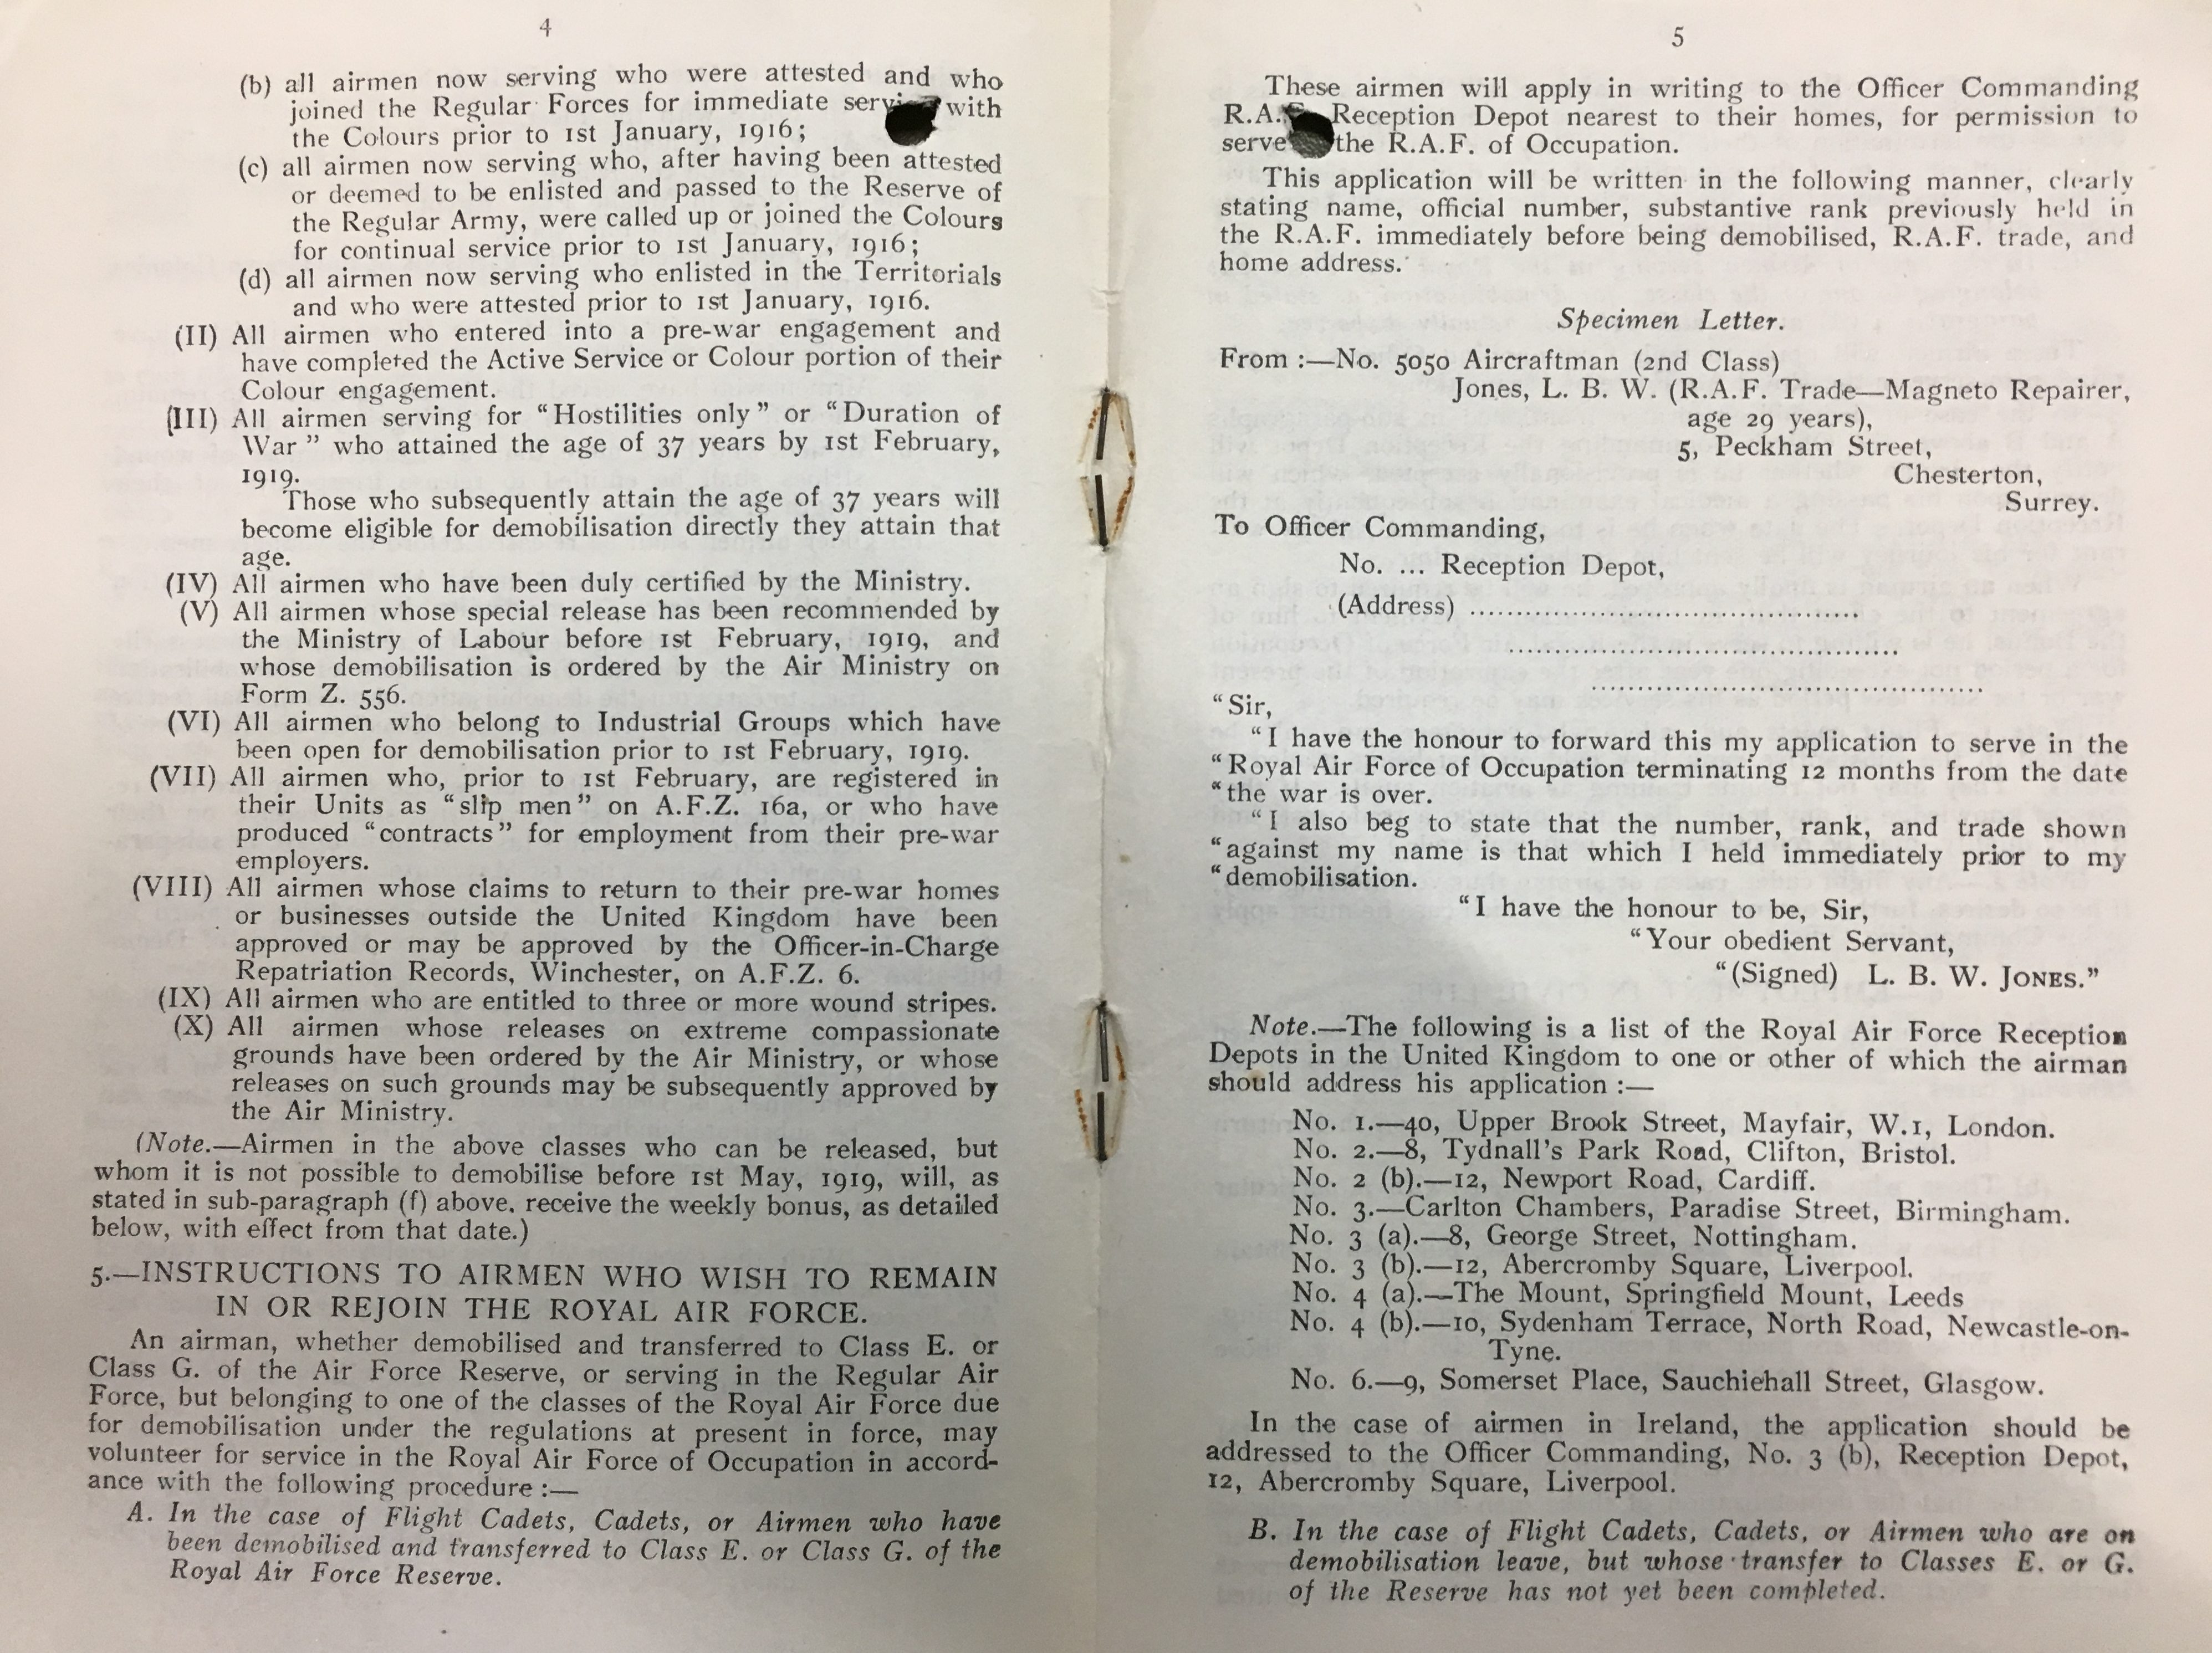 4
(b) all airmen now serving who were attested and who
joined the Regular Forces for immediate with
the Colours prior to 1st January, 1916;
(c) all airmen now serving who, after having been attested
or deemed to be enlisted and passed to the Reserve of
the Regular Army, were called up or joined the Colours
for continual service prior to 1st January, 1916;
(d) all airmen now serving who enlisted in the Territorials
and who were attested prior to 1st January, 1916.
(II) All airmen who entered into a pre-war engagement and
have completed the Active Service or Colour portion of their
Colour engagement.
(III) All airmen serving for "Hostilities only" or "Duration of
War" who attained the age of 37 years by 1st February,
1919.
Those who subsequently attain the age of 37 years will
become eligible for demobilisation directly they attain that
age.
(IV) All airmen who have been duly certified by the Ministry.
(V) All airmen whose special release has been recommended by
the Ministry of Labour before 1st February, 1919, and
whose demobilisation is ordered by the Air Ministry on
Form Z. 556.
(VI) All airmen who belong to Industrial Groups which have
been open for demobilisation prior to 1st February, 1919.
(VII) All airmen who, prior to 1st February, are registered in
their Units as "slip men" on A.F.Z. 16a, or who have
produced "contracts" for employment from their pre-war
employers.
(VIII) All airmen whose claims to return to their pre-war homes
or businesses outside the United Kingdom have been
approved or may be approved by the Officer-in-Charge
Repatriation Records, Winchester, on A.F.Z. 6.
(IX) All airmen who are entitled to three or more wound stripes.
(X) All airmen whose releases on extreme compassionate
grounds have been ordered by the Air Ministry, or whose
releases on such grounds may be subsequently approved by
the Air Ministry.
(Note.—Airmen in the above classes who can be released, but
whom it is not possible to demobilise before 1st May, 1919, will, as
stated in sub-paragraph (f) above, receive the weekly bonus, as detailed
below, with effect from that date.)
5.—INSTRUCTIONS TO AIRMEN WHO WISH TO REMAIN
IN OR REJOIN THE ROYAL AIR FORCE.
An airman, whether demobilised and transferred to Class E. or
Class G. of the Air Force Reserve, or serving in the Regular Air
Force, but belonging to one of the classes of the Royal Air Force due
for demobilisation under the regulations at present in force, may
volunteer for service in the Royal Air Force of Occupation in accord-
ance with the following procedure :—
A. In the case of Flight Cadets, Cadets, or Airmen who have
been demobilised and transferred to Class E. or Class G. of the
Royal Air Force Reserve.
5
These airmen will apply in writing to the Officer Commanding
R.A. Reception Depot nearest to their homes, for permission to
serve the R.A.F. of Occupation.
This application will be written in the following manner, clearly
stating name, official number, substantive rank previously held in
the R.A.F. immediately before being demobilised, R.A.F. trade, and
home address.
Specimen Letter.
From :—No. 5050 Aircraftman (2nd Class)
Jones, L. B. W. (R.A.F. Trade—Magneto Repairer,
age 29 years),
5, Peckham Street,
Chesterton,
Surrey.
To Officer Commanding,
No. ... Reception Depot,
(Address) ..........................................
..........................................
..........................................
"Sir,
"I have the honour to forward this my application to serve in the
"Royal Air Force of Occupation terminating 12 months from the date
"the war is over.
"I also beg to state that the number, rank, and trade shown
"against my name is that which I held immediately prior to my
"demobilisation.
"I have the honour to be, Sir,
"Your obedient Servant,
"(Signed) L. B. W. JONES."
Note.—The following is a list of the Royal Air Force Reception
Depots in the United Kingdom to one or other of which the airman
should address his application :—
No. 1.—40, Upper Brook Street, Mayfair, W.1, London.
No. 2.—8, Tydnall's Park Road, Clifton, Bristol.
No. 2 (b).—12, Newport Road, Cardiff.
No. 3.—Carlton Chambers, Paradise Street, Birmingham.
No. 3 (a).—8, George Street, Nottingham.
No. 3 (b).—12, Abercromby Square, Liverpool.
No. 4 (a).—The Mount, Springfield Mount, Leeds
No. 4 (b).—10, Sydenham Terrace, North Road, Newcastle-on-
Tyne.
No. 6.—9, Somerset Place, Sauchiehall Street, Glasgow.
In the case of airmen in Ireland, the application should be
addressed to the Officer Commanding, No. 3 (b), Reception Depot,
12, Abercromby Square, Liverpool.
B. In the case of Flight Cadets, Cadets, or Airmen who are on
demobilisation leave, but whose transfer to Classes E. or G.
of the Reserve has not yet been completed.